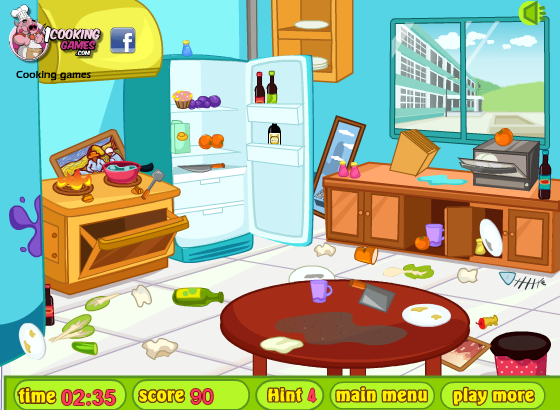 1COOKING
GAMES
.COM
f
Cooking games
time 02:35 score 90 Hint 4 main menu play more